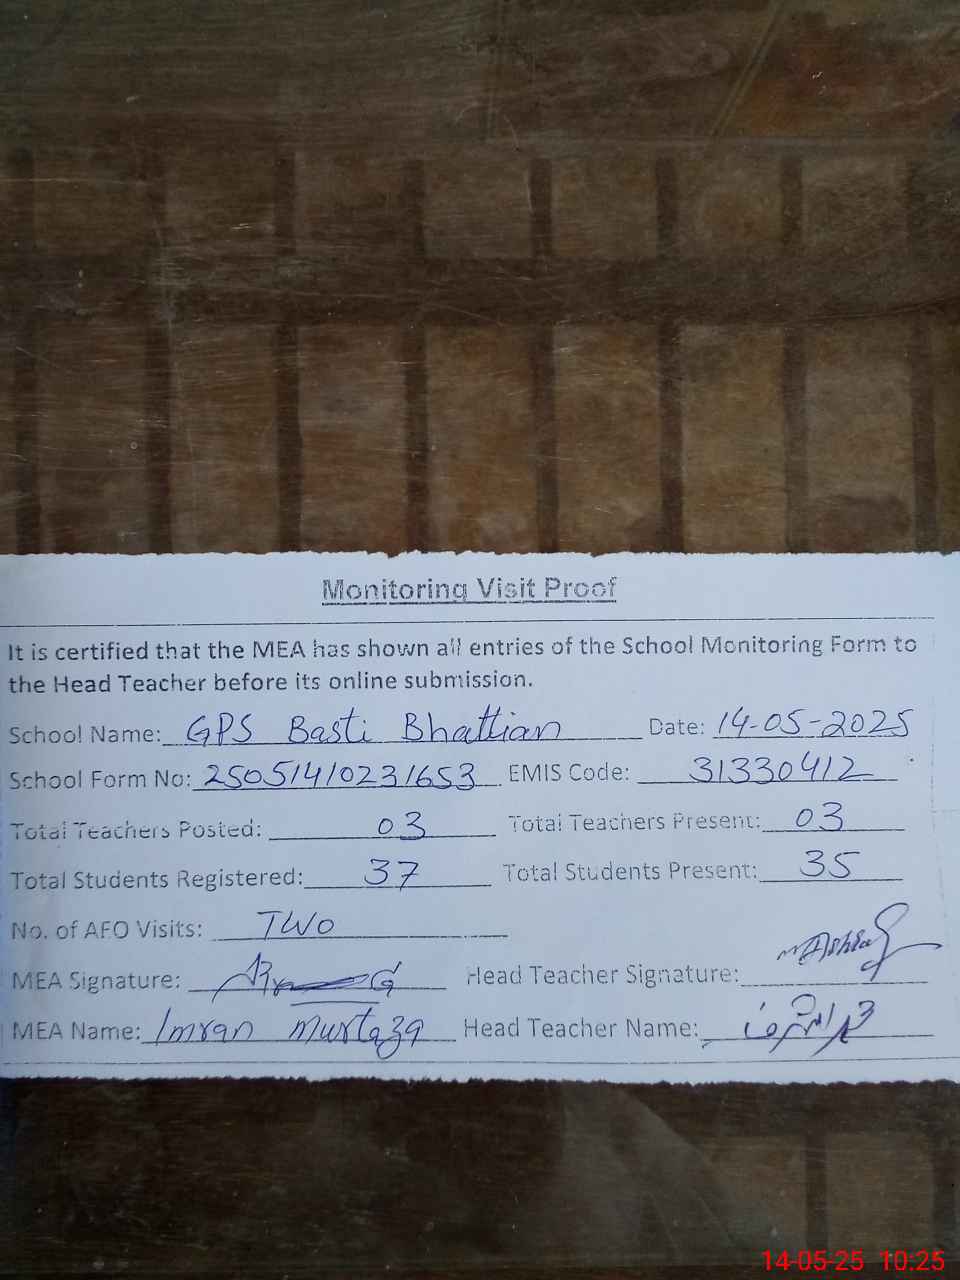 Monitoring Visit Proof
It is certified that the MEA has shown all entries of the School Monitoring Form to
the Head Teacher before its online submission.
School Name: GPS Basti Bhattian Date: 14-05-2025
School Form No: 25051410231653 EMIS Code: 31330412
Total Teachers Posted: 03 Total Teachers Present: 03
Total Students Registered: 37 Total Students Present: 35
No. of AEO Visits: TWO
MEA Signature: Head Teacher Signature: M Ashraf
MEA Name: Imran Murtaza Head Teacher Name: محمد اشرف
14-05-25 10:25